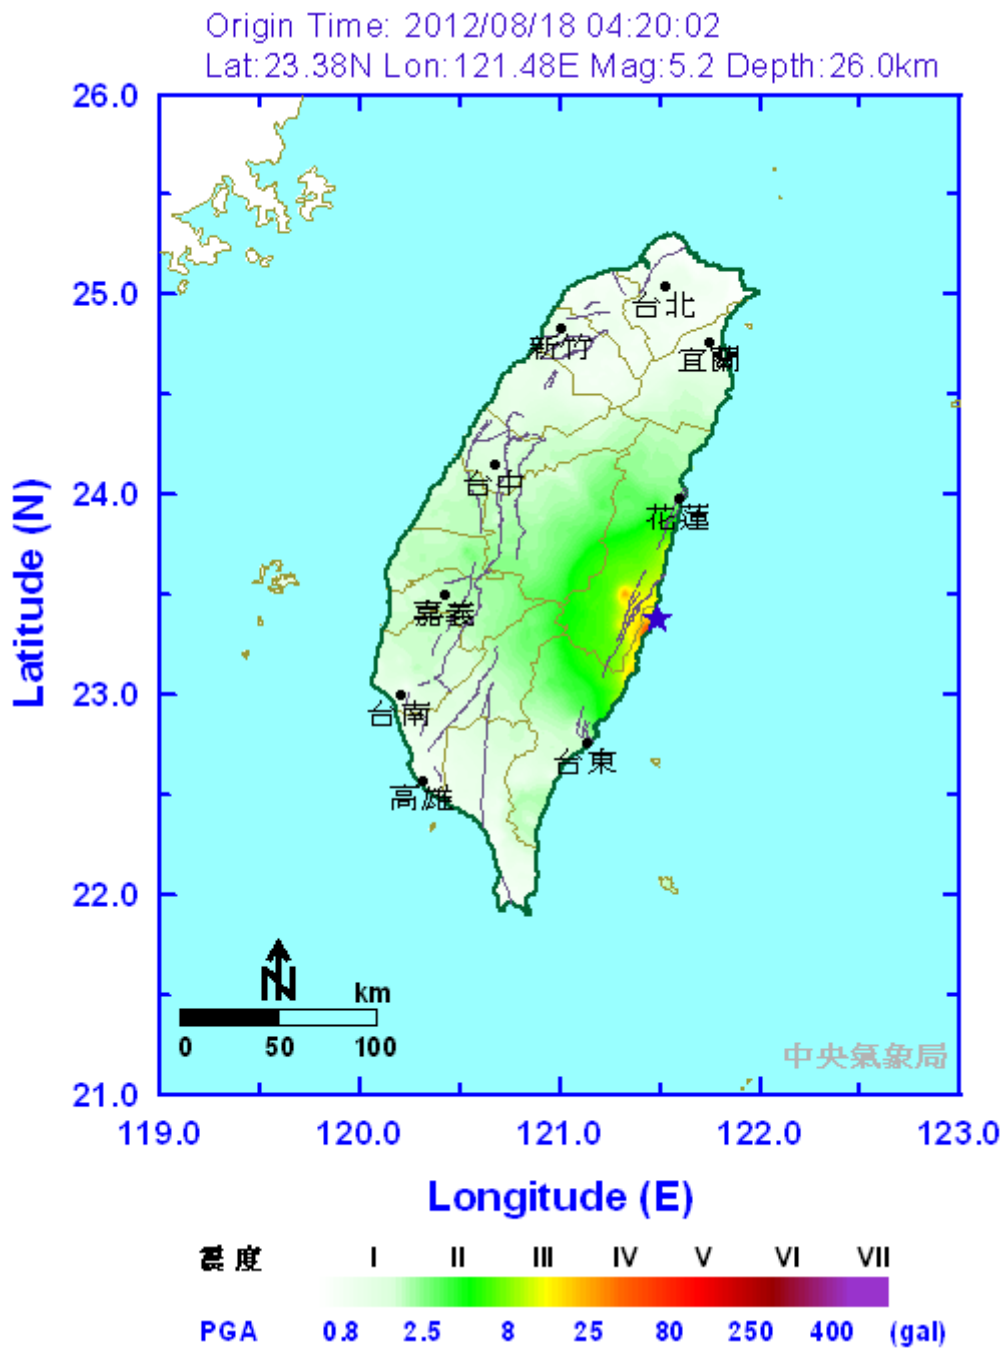 Origin Time: 2012/08/18 04:20:02
Lat:23.38N Lon:121.48E Mag:5.2 Depth:26.0km
26.0
25.0
24.0
23.0
22.0
21.0
Latitude (N)
台北
新竹
宜蘭
台中
花蓮
嘉義
台南
台東
高雄
N
km
0 50 100
中央氣象局
119.0 120.0 121.0 122.0 123.0
Longitude (E)
震度 I II III IV V VI VII
PGA 0.8 2.5 8 25 80 250 400 (gal)